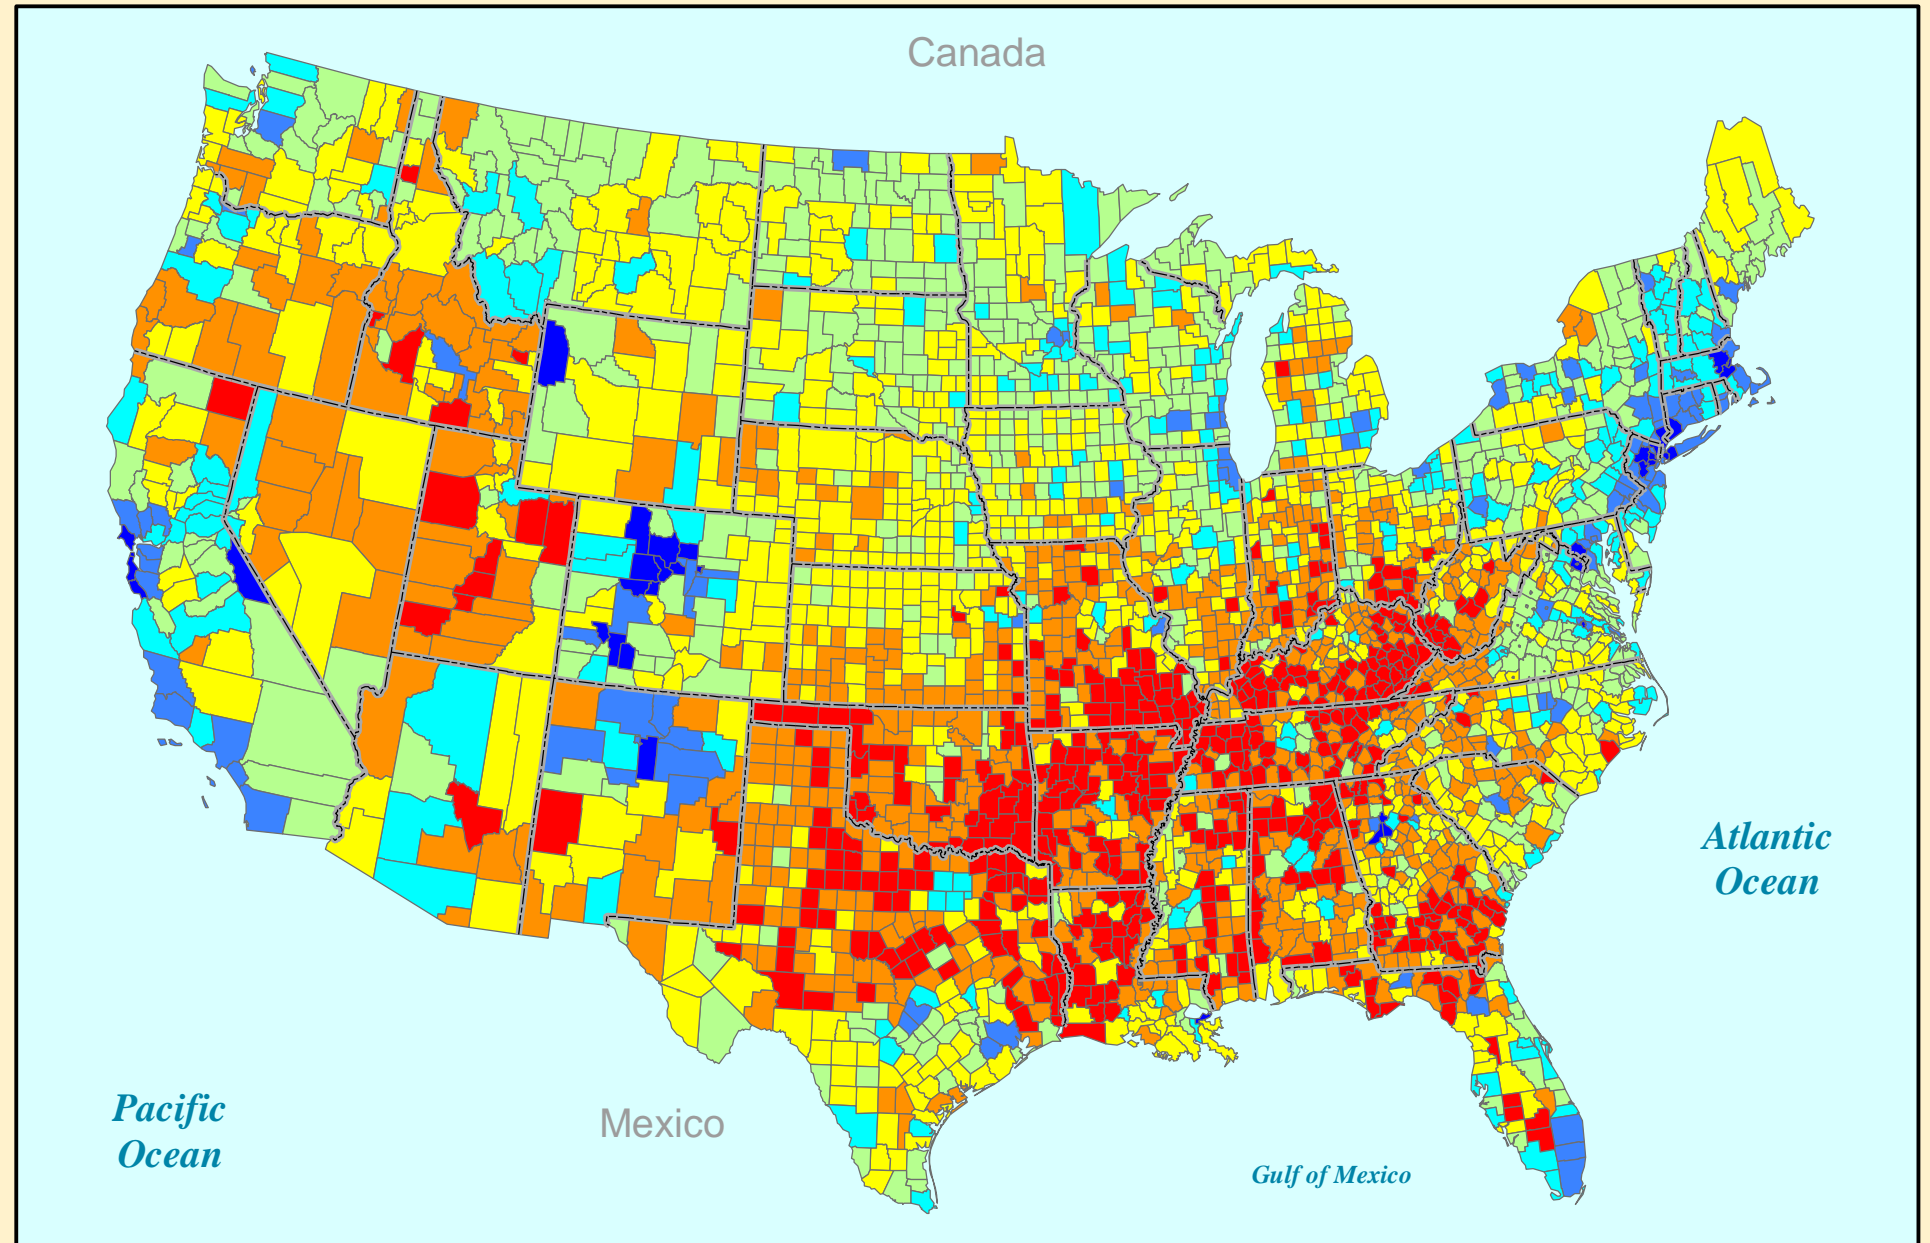 Canada
Atlantic
Ocean
Pacific
Ocean
Mexico
Gulf of Mexico